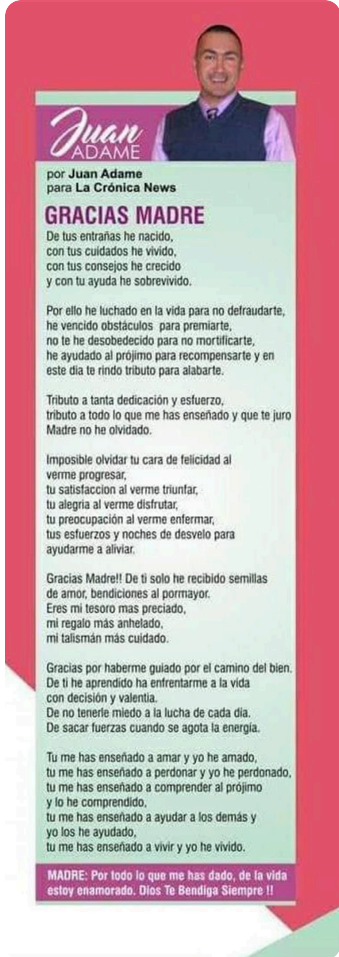 Juan
ADAME
por Juan Adame
para La Crónica News
GRACIAS MADRE
De tus entrañas he nacido,
con tus cuidados he vivido,
con tus consejos he crecido
y con tu ayuda he sobrevivido.
Por ello he luchado en la vida para no defraudarte,
he vencido obstáculos para premiarte,
no te he desobedecido para no mortificarte,
he ayudado al prójimo para recompensarte y en
este dia te rindo tributo para alabarte.
Tributo a tanta dedicación y esfuerzo,
tributo a todo lo que me has enseñado y que te juro
Madre no he olvidado.
Imposible olvidar tu cara de felicidad al
verme progresar,
tu satisfaccion al verme triunfar,
tu alegria al verme disfrutar,
tu preocupación al verme enfermar,
tus esfuerzos y noches de desvelo para
ayudarme a aliviar.
Gracias Madre!! De ti solo he recibido semillas
de amor, bendiciones al pormayor.
Eres mi tesoro mas preciado,
mi regalo más anhelado,
mi talismán más cuidado.
Gracias por haberme guiado por el camino del bien.
De ti he aprendido ha enfrentarme a la vida
con decisión y valentia.
De no tenerle miedo a la lucha de cada día.
De sacar fuerzas cuando se agota la energía.
Tu me has enseñado a amar y yo he amado,
tu me has enseñado a perdonar y yo he perdonado,
tu me has enseñado a comprender al prójimo
y lo he comprendido,
tu me has enseñado a ayudar a los demás y
yo los he ayudado,
tu me has enseñado a vivir y yo he vivido.
MADRE: Por todo lo que me has dado, de la vida
estoy enamorado. Dios Te Bendiga Siempre !!